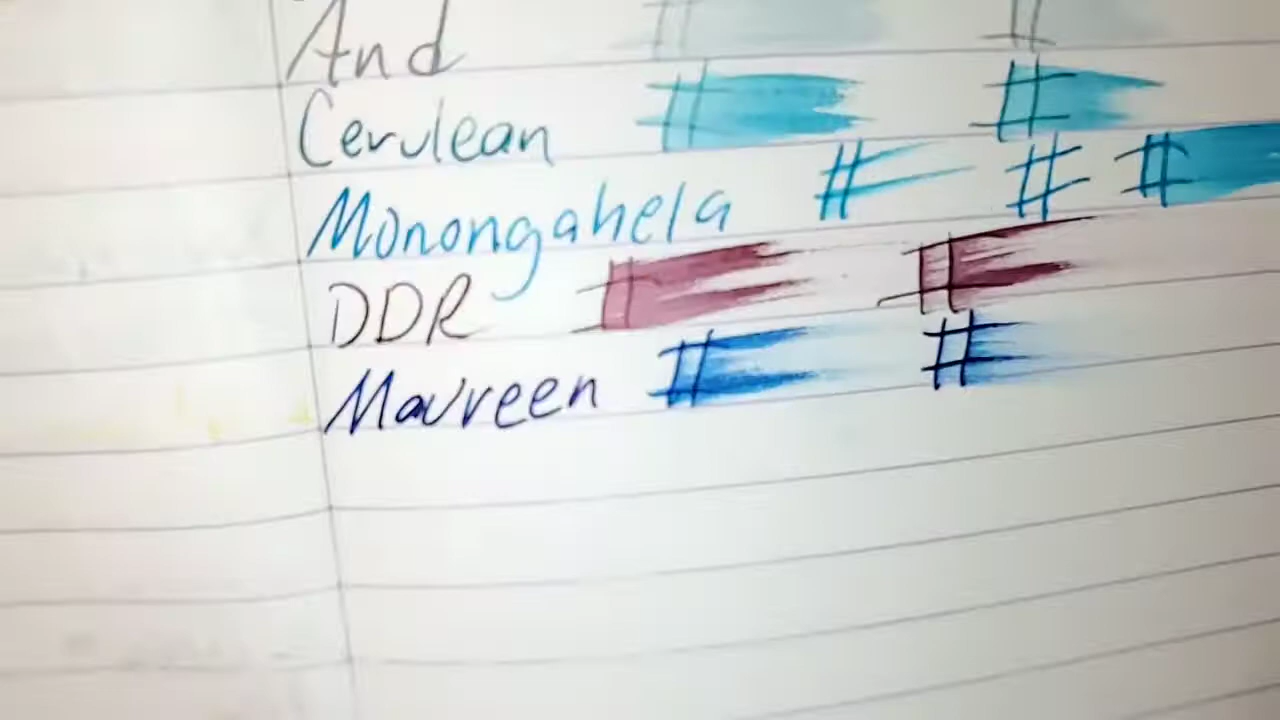 And # #
Cerulean # #
Monongahela # # #
DDR # #
Maureen # #